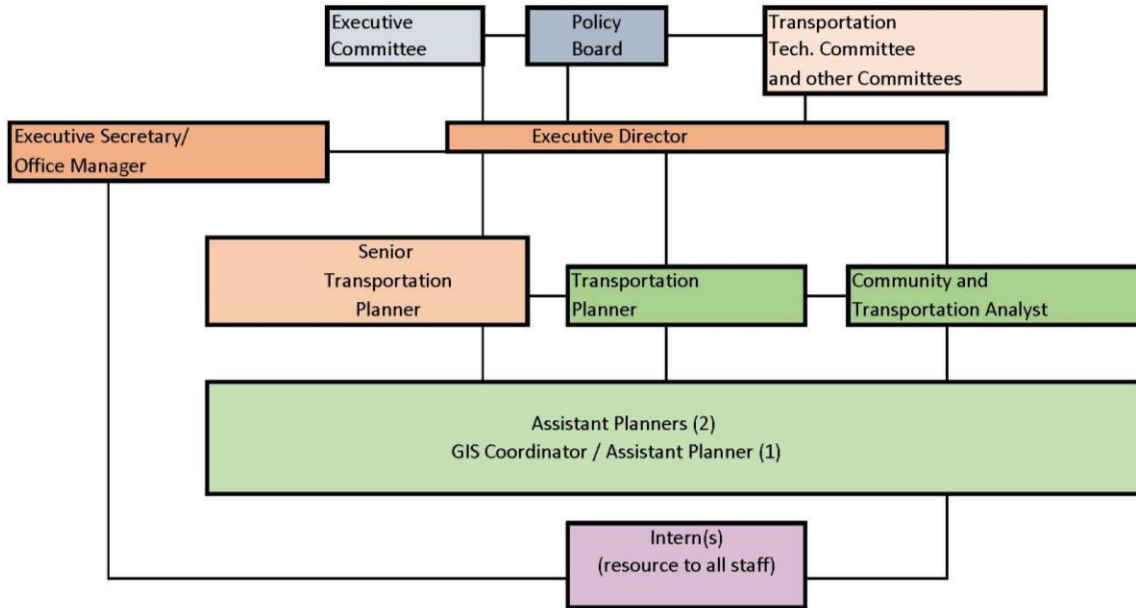 Executive
Committee
Policy
Board
Transportation
Tech. Committee
and other Committees
Executive Secretary/
Office Manager
Executive Director
Senior
Transportation
Planner
Transportation
Planner
Community and
Transportation Analyst
Assistant Planners (2)
GIS Coordinator / Assistant Planner (1)
Intern(s)
(resource to all staff)